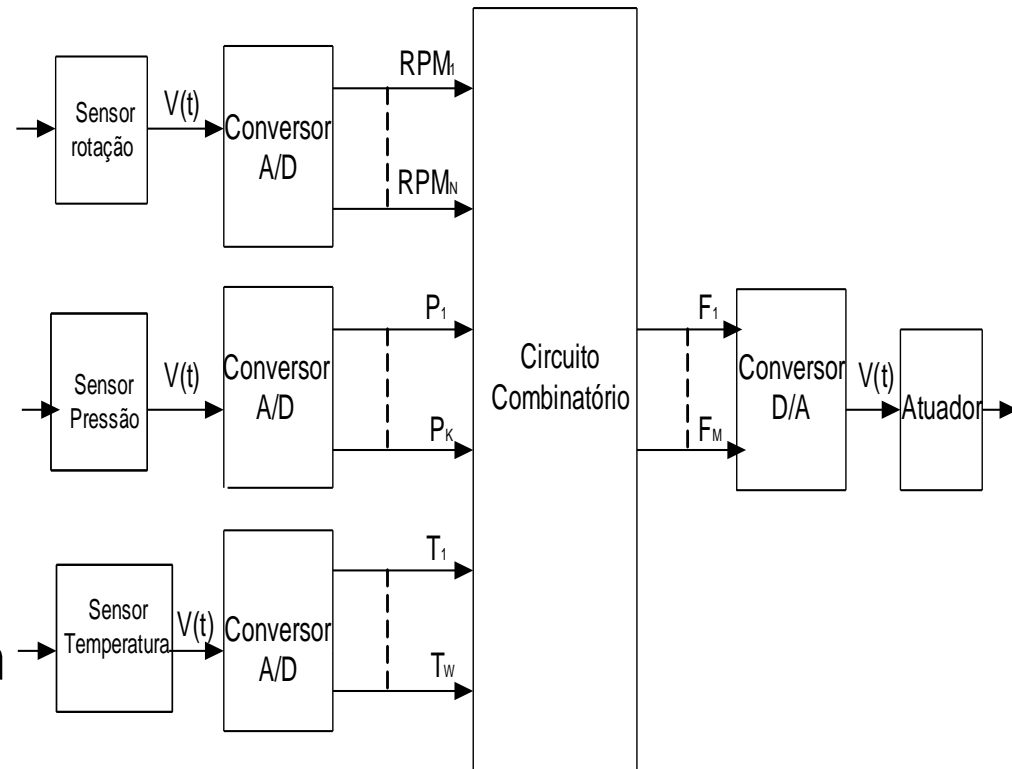 Sensor
rotação
V(t)
Conversor
A/D
RPM₁
RPMN
Sensor
Pressão
V(t)
Conversor
A/D
P₁
PK
Sensor
Temperatura
V(t)
Conversor
A/D
T₁
TW
Circuito
Combinatório
F₁
FM
Conversor
D/A
V(t)
Atuador